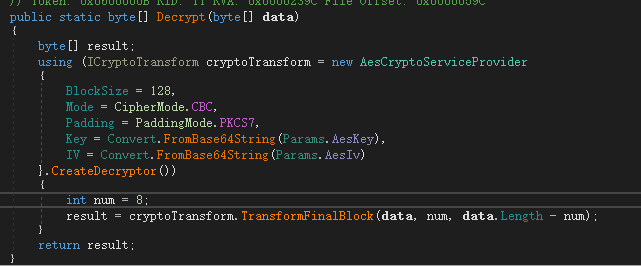 // Token: 0x0600000B RID: 11 RVA: 0x0000239C File Offset: 0x0000059C
public static byte[] Decrypt(byte[] data)
{
byte[] result;
using (ICryptoTransform cryptoTransform = new AesCryptoServiceProvider
{
BlockSize = 128,
Mode = CipherMode.CBC,
Padding = PaddingMode.PKCS7,
Key = Convert.FromBase64String(Params.AesKey),
IV = Convert.FromBase64String(Params.AesIv)
}.CreateDecryptor())
{
int num = 8;
result = cryptoTransform.TransformFinalBlock(data, num, data.Length - num);
}
return result;
}